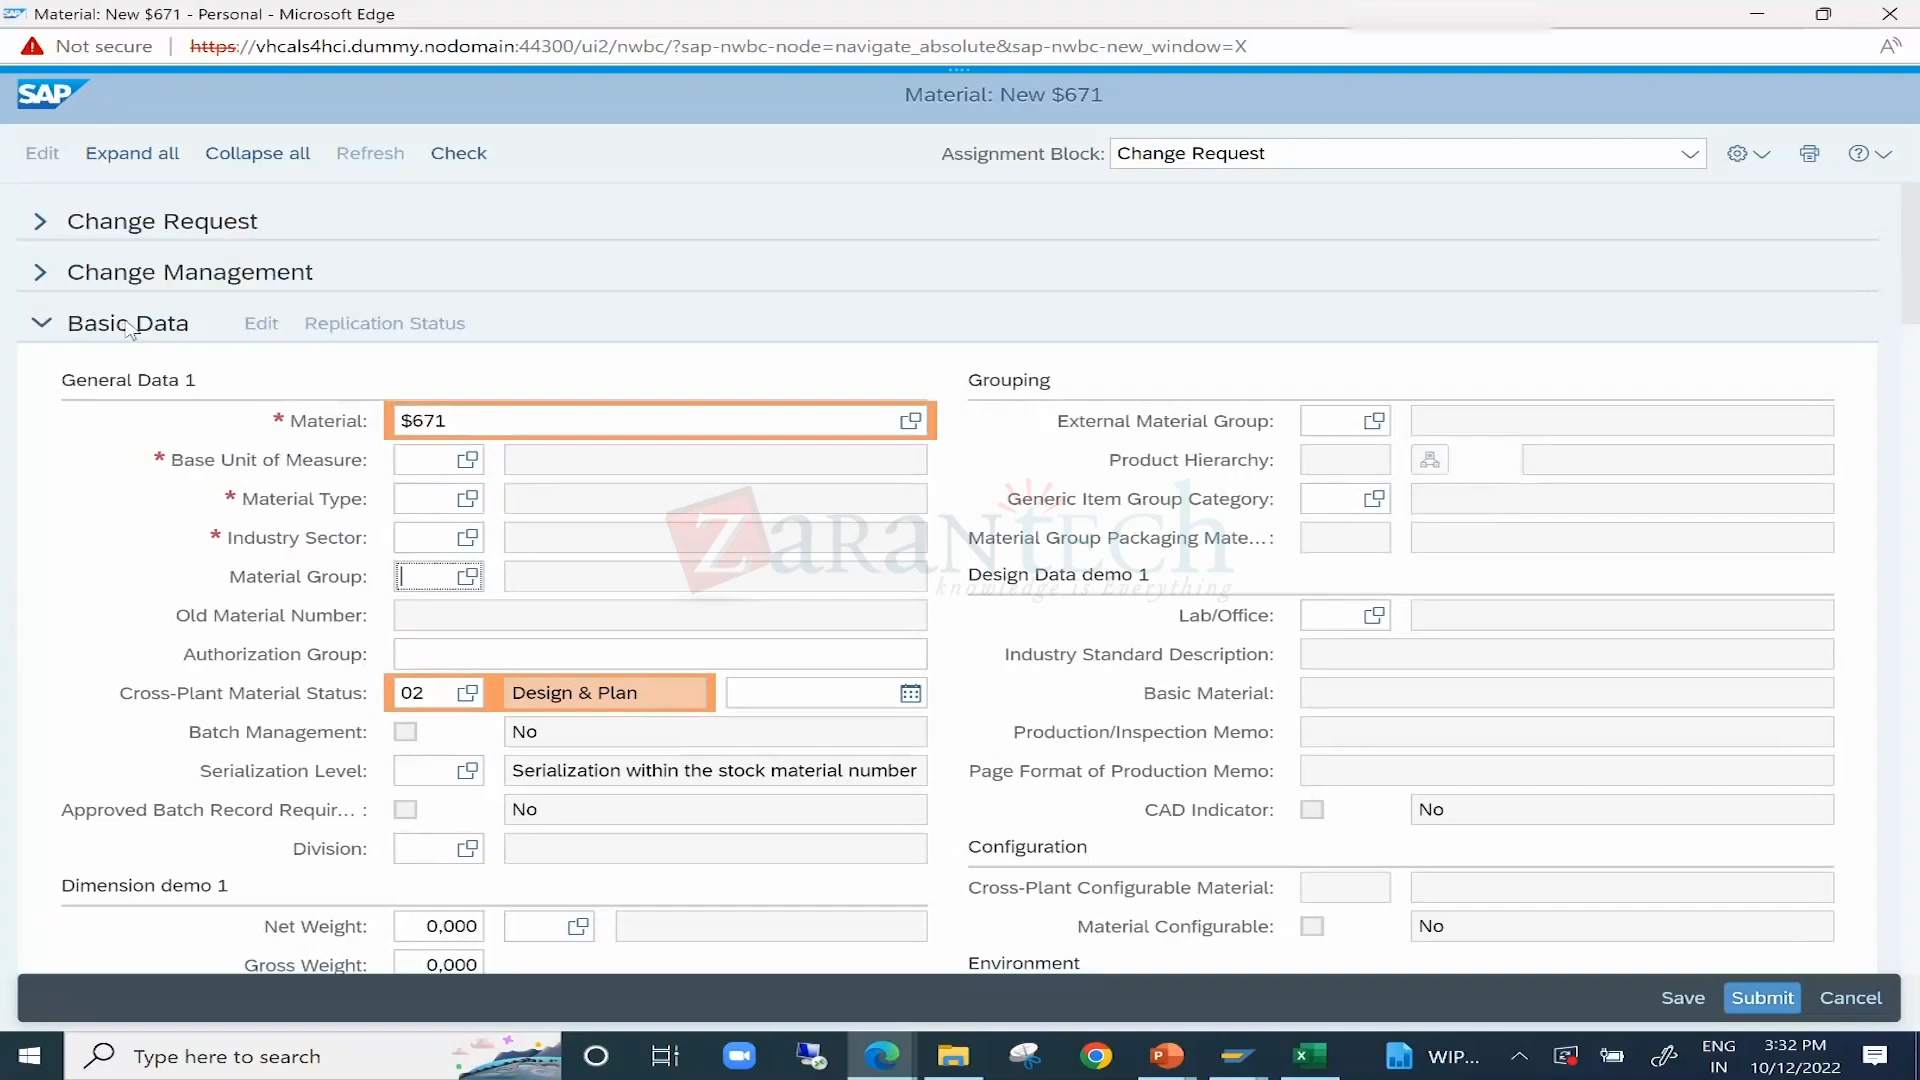 Material: New $671 - Personal - Microsoft Edge
Not secure | https://vhcals4hci.dummy.nodomain:44300/ui2/nwbc/?sap-nwbc-node=navigate_absolute&sap-nwbc-new_window=X
SAP
Material: New $671
Edit Expand all Collapse all Refresh Check Assignment Block: Change Request
Change Request
Change Management
Basic Data Edit Replication Status
General Data 1
* Material: $671
* Base Unit of Measure:
* Material Type:
* Industry Sector:
Material Group:
Old Material Number:
Authorization Group:
Cross-Plant Material Status: 02 Design & Plan
Batch Management: No
Serialization Level: Serialization within the stock material number
Approved Batch Record Requir... : No
Division:
Dimension demo 1
Net Weight: 0,000
Gross Weight: 0,000
Grouping
External Material Group:
Product Hierarchy:
Generic Item Group Category:
Material Group Packaging Mate...:
Design Data demo 1
Lab/Office:
Industry Standard Description:
Basic Material:
Production/Inspection Memo:
Page Format of Production Memo:
CAD Indicator: No
Configuration
Cross-Plant Configurable Material:
Material Configurable: No
Environment
ZaRaNTech
knowledge is Everything
Save Submit Cancel
Type here to search
WIP...
ENG
IN
3:32 PM
10/12/2022